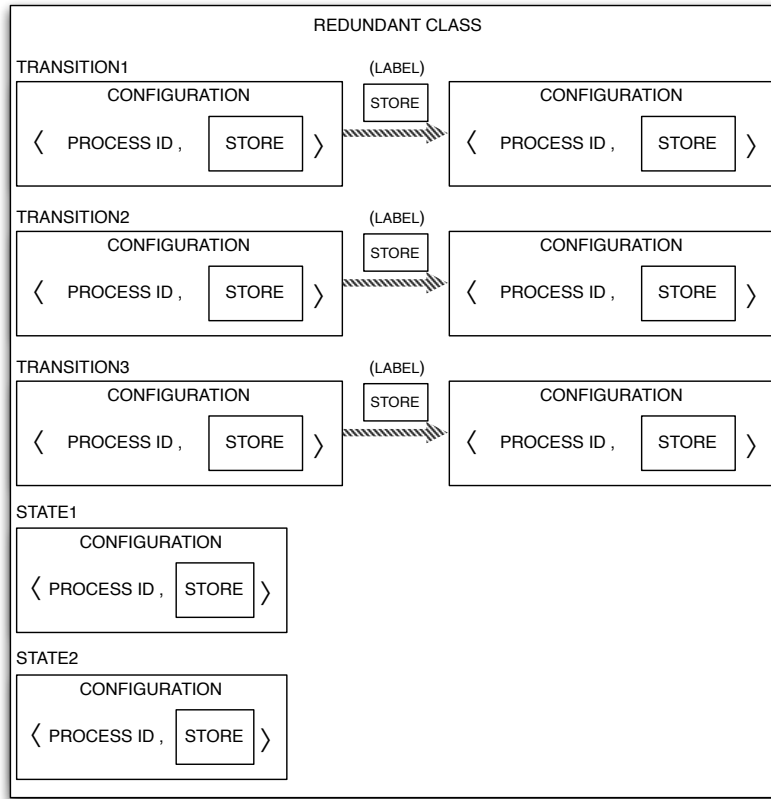 REDUNDANT CLASS
TRANSITION1
(LABEL)
CONFIGURATION
STORE
CONFIGURATION
〈 PROCESS ID , STORE 〉
〈 PROCESS ID , STORE 〉
TRANSITION2
(LABEL)
CONFIGURATION
STORE
CONFIGURATION
〈 PROCESS ID , STORE 〉
〈 PROCESS ID , STORE 〉
TRANSITION3
(LABEL)
CONFIGURATION
STORE
CONFIGURATION
〈 PROCESS ID , STORE 〉
〈 PROCESS ID , STORE 〉
STATE1
CONFIGURATION
〈 PROCESS ID , STORE 〉
STATE2
CONFIGURATION
〈 PROCESS ID , STORE 〉